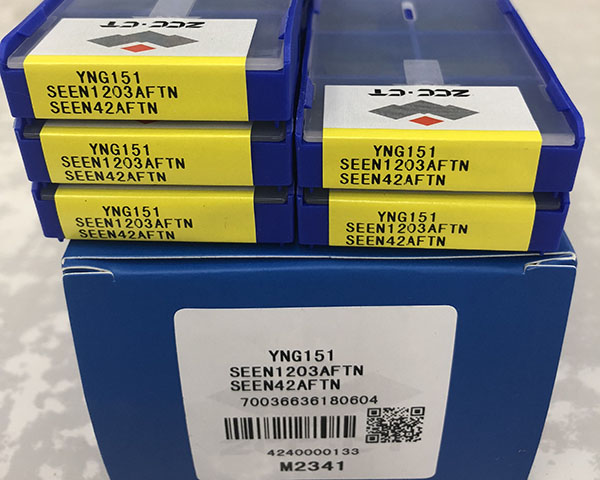 ZCC·CT
YNG151
SEEN1203AFTN
SEEN42AFTN
YNG151
SEEN1203AFTN
SEEN42AFTN
YNG151
SEEN1203AFTN
SEEN42AFTN
ZCC·CT
YNG151
SEEN1203AFTN
SEEN42AFTN
YNG151
SEEN1203AFTN
SEEN42AFTN
YNG151
SEEN1203AFTN
SEEN42AFTN
70036636180604
4240000133
M2341